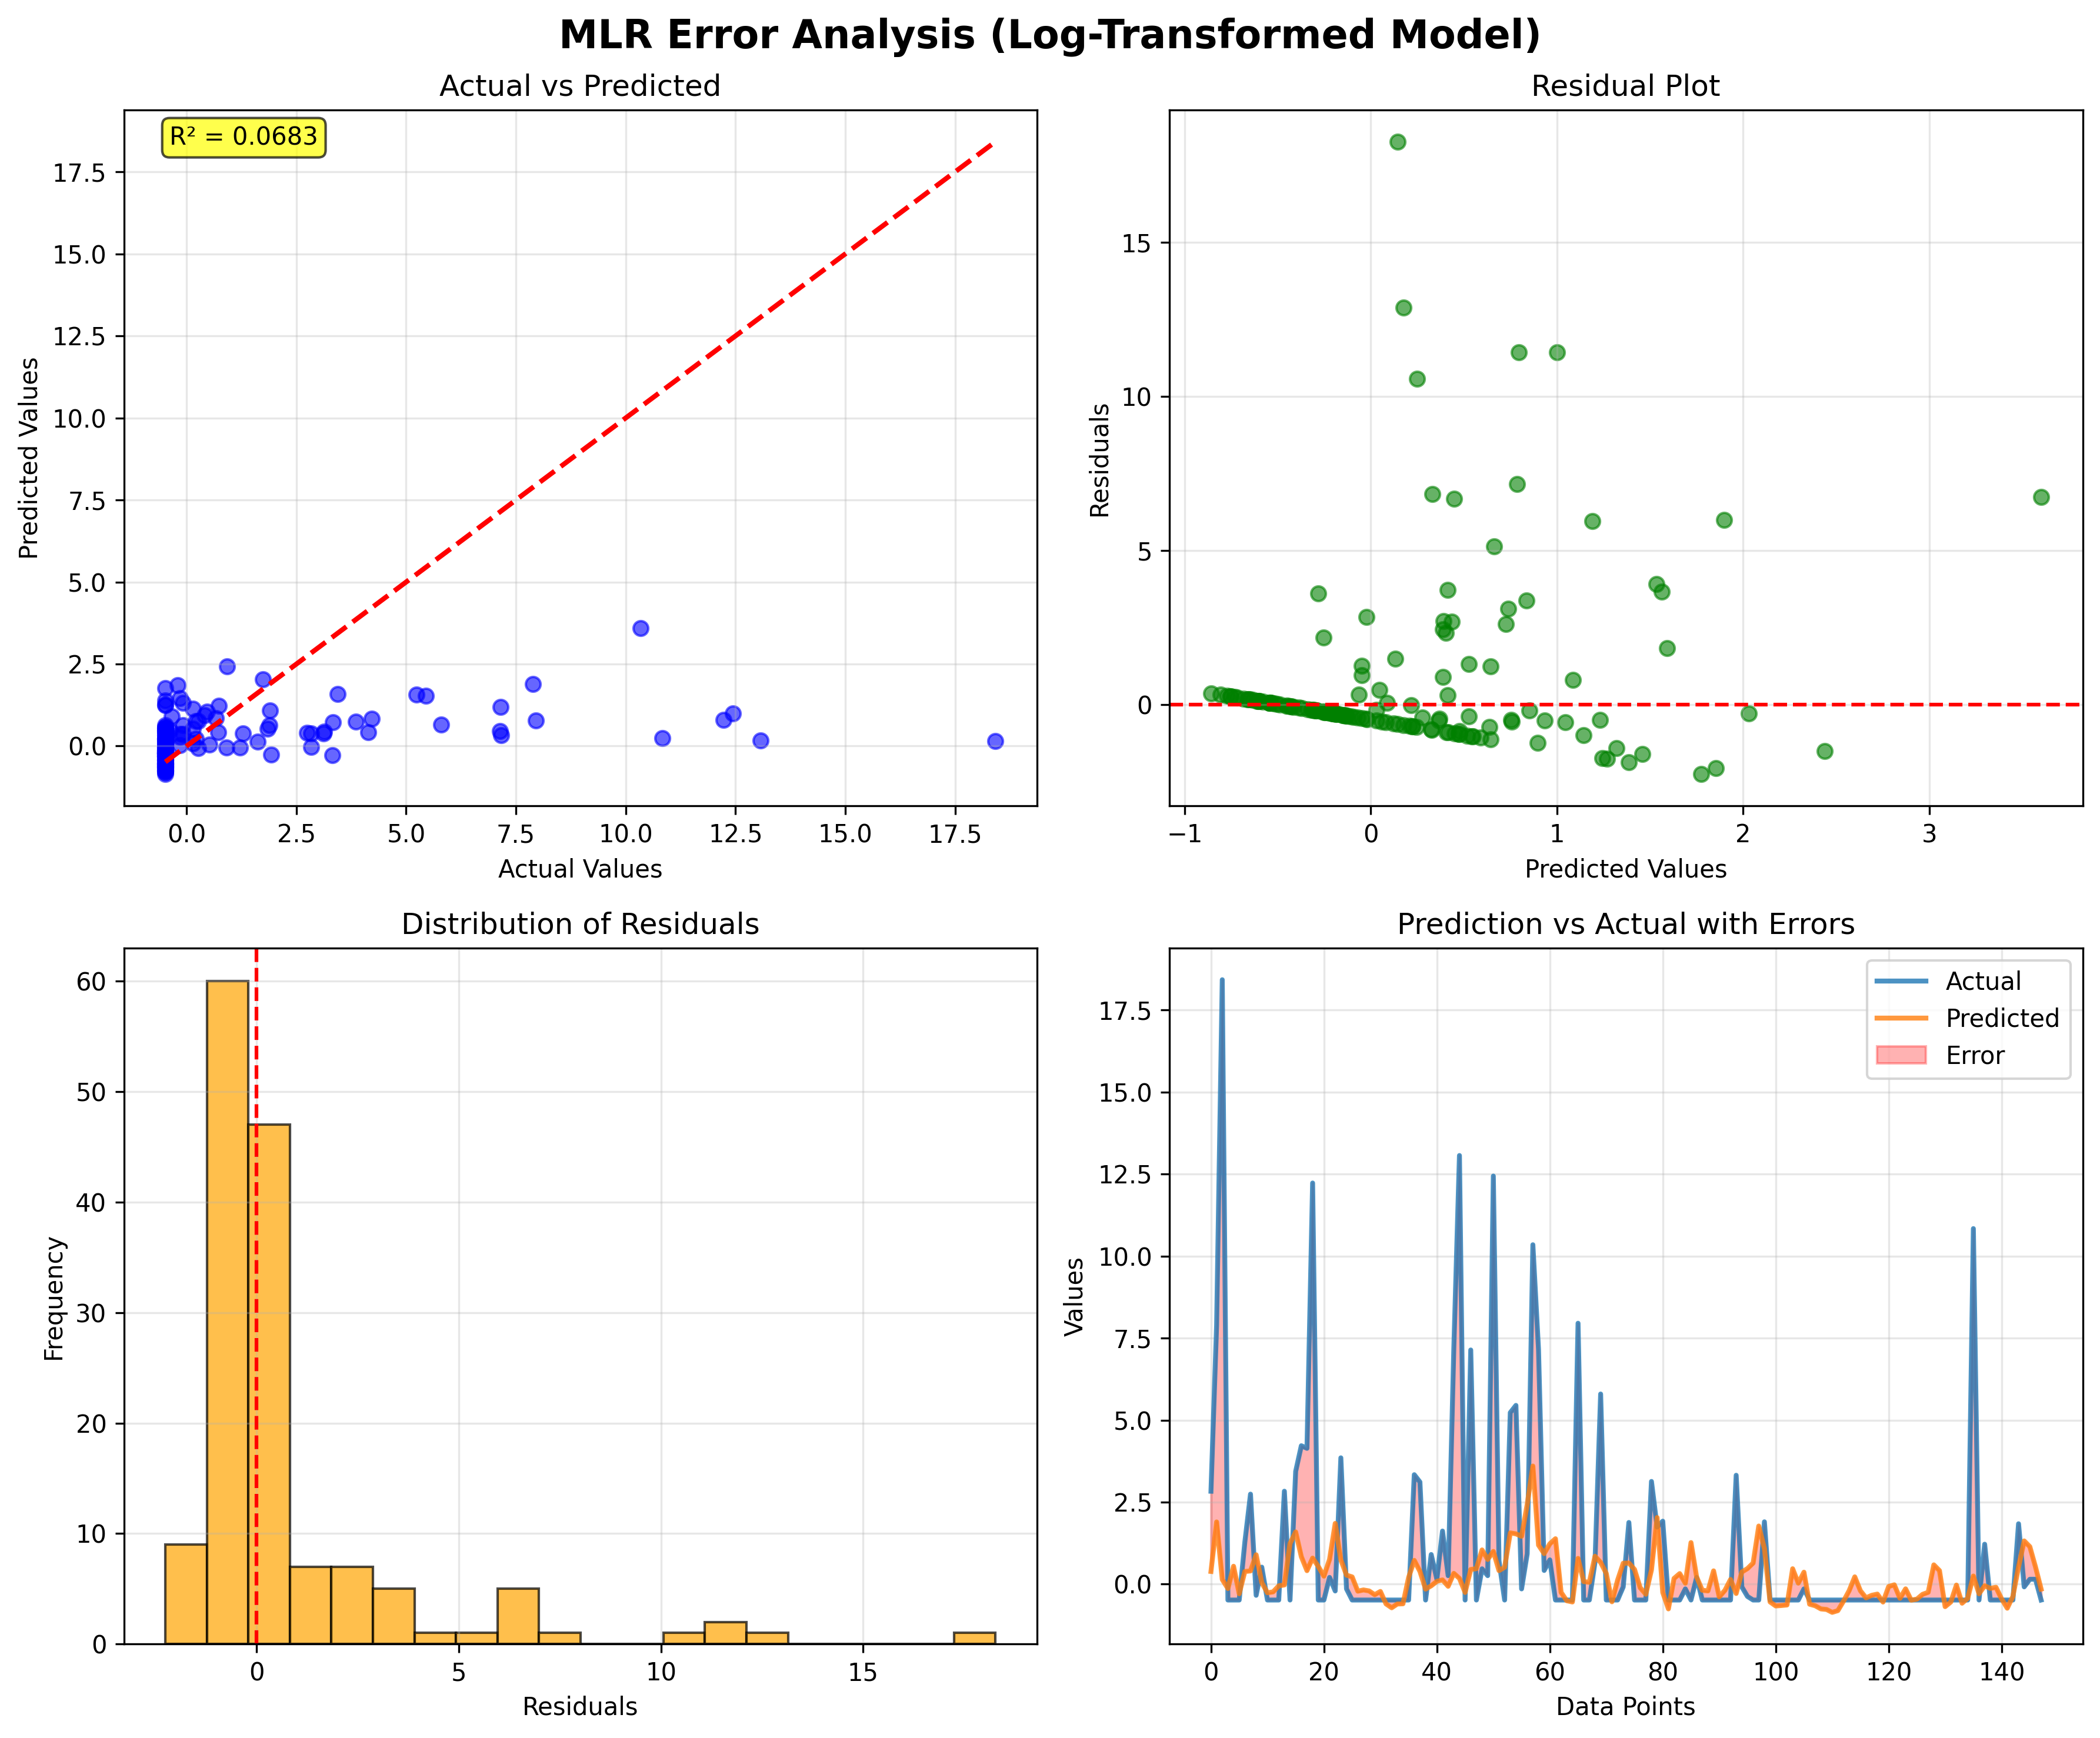 MLR Error Analysis (Log-Transformed Model)
Actual vs Predicted
R² = 0.0683
17.5
15.0
12.5
10.0
7.5
5.0
2.5
0.0
Predicted Values
0.0 2.5 5.0 7.5 10.0 12.5 15.0 17.5
Actual Values
Residual Plot
15
10
5
0
Residuals
−1 0 1 2 3
Predicted Values
Distribution of Residuals
60
50
40
30
20
10
0
Frequency
0 5 10 15
Residuals
Prediction vs Actual with Errors
Actual
Predicted
Error
17.5
15.0
12.5
10.0
7.5
5.0
2.5
0.0
Values
0 20 40 60 80 100 120 140
Data Points